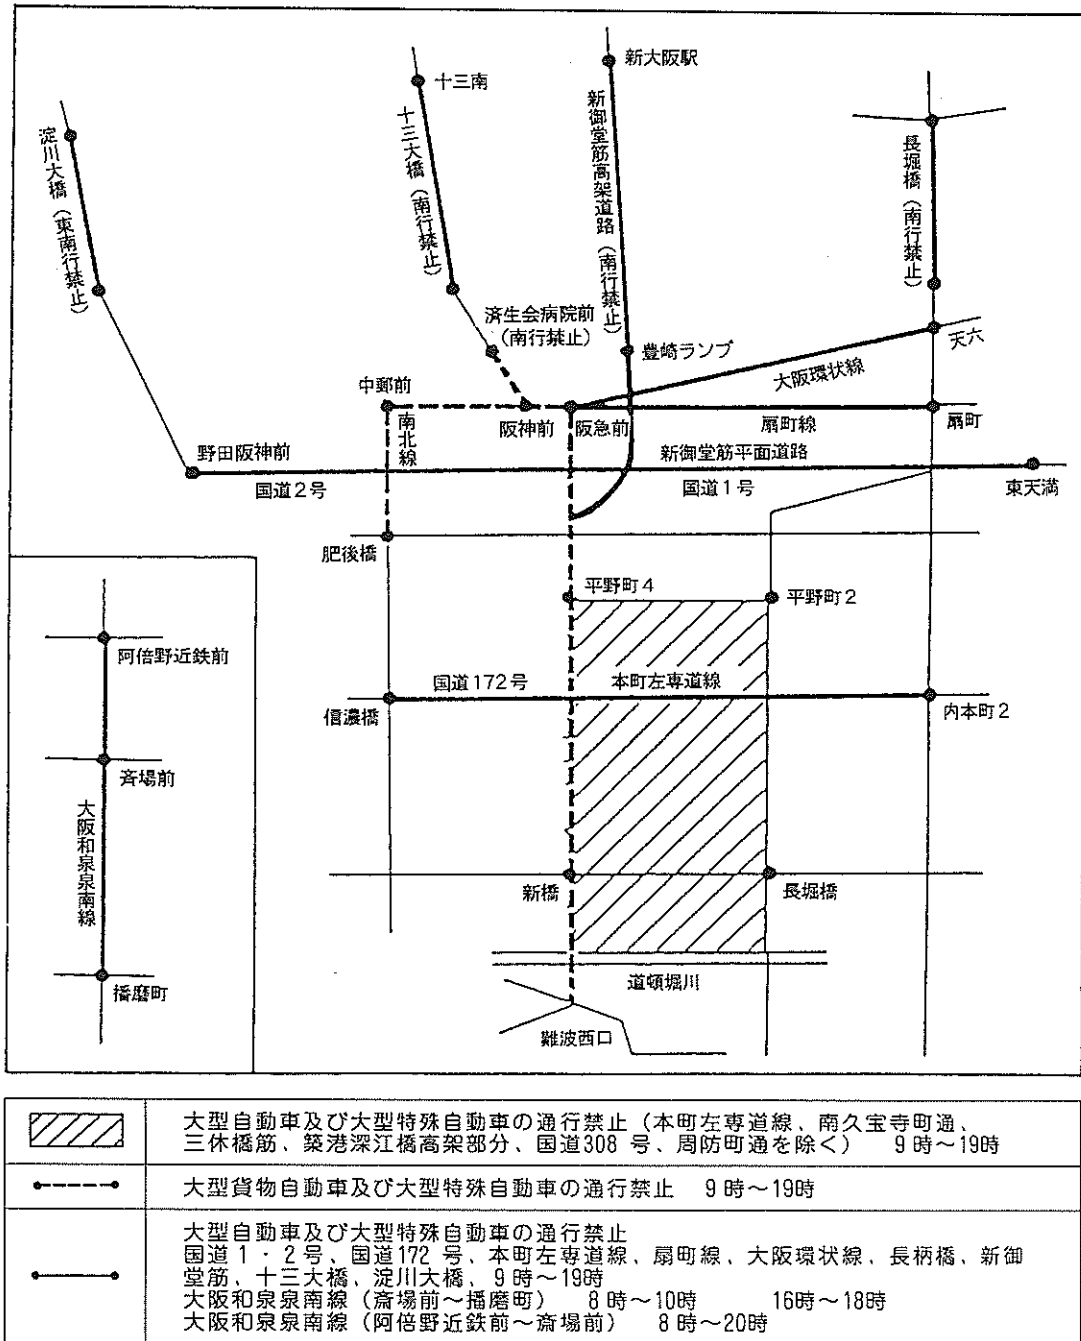 新大阪駅
十三南
淀川大橋（東南行禁止）
十三大橋（南行禁止）
新御堂筋高架道路（南行禁止）
長堀橋（南行禁止）
済生会病院前
（南行禁止）
豊崎ランプ
天六
大阪環状線
中郵前
南北線
阪神前
阪急前
扇町線
扇町
野田阪神前
新御堂筋平面道路
国道２号
国道１号
東天満
肥後橋
平野町４
平野町２
国道172号
本町左専道線
信濃橋
内本町２
新橋
長堀橋
道頓堀川
難波西口
阿倍野近鉄前
斉場前
大阪和泉泉南線
播磨町
大型自動車及び大型特殊自動車の通行禁止（本町左専道線、南久宝寺町通、
三休橋筋、築港深江橋高架部分、国道308 号、周防町通を除く） 9時～19時
大型貨物自動車及び大型特殊自動車の通行禁止 9時～19時
大型自動車及び大型特殊自動車の通行禁止
国道１・２号、国道172 号、本町左専道線、扇町線、大阪環状線、長柄橋、新御
堂筋、十三大橋、淀川大橋、9時～19時
大阪和泉泉南線（斎場前～播磨町） 8時～10時 16時～18時
大阪和泉泉南線（阿倍野近鉄前～斎場前） 8時～20時